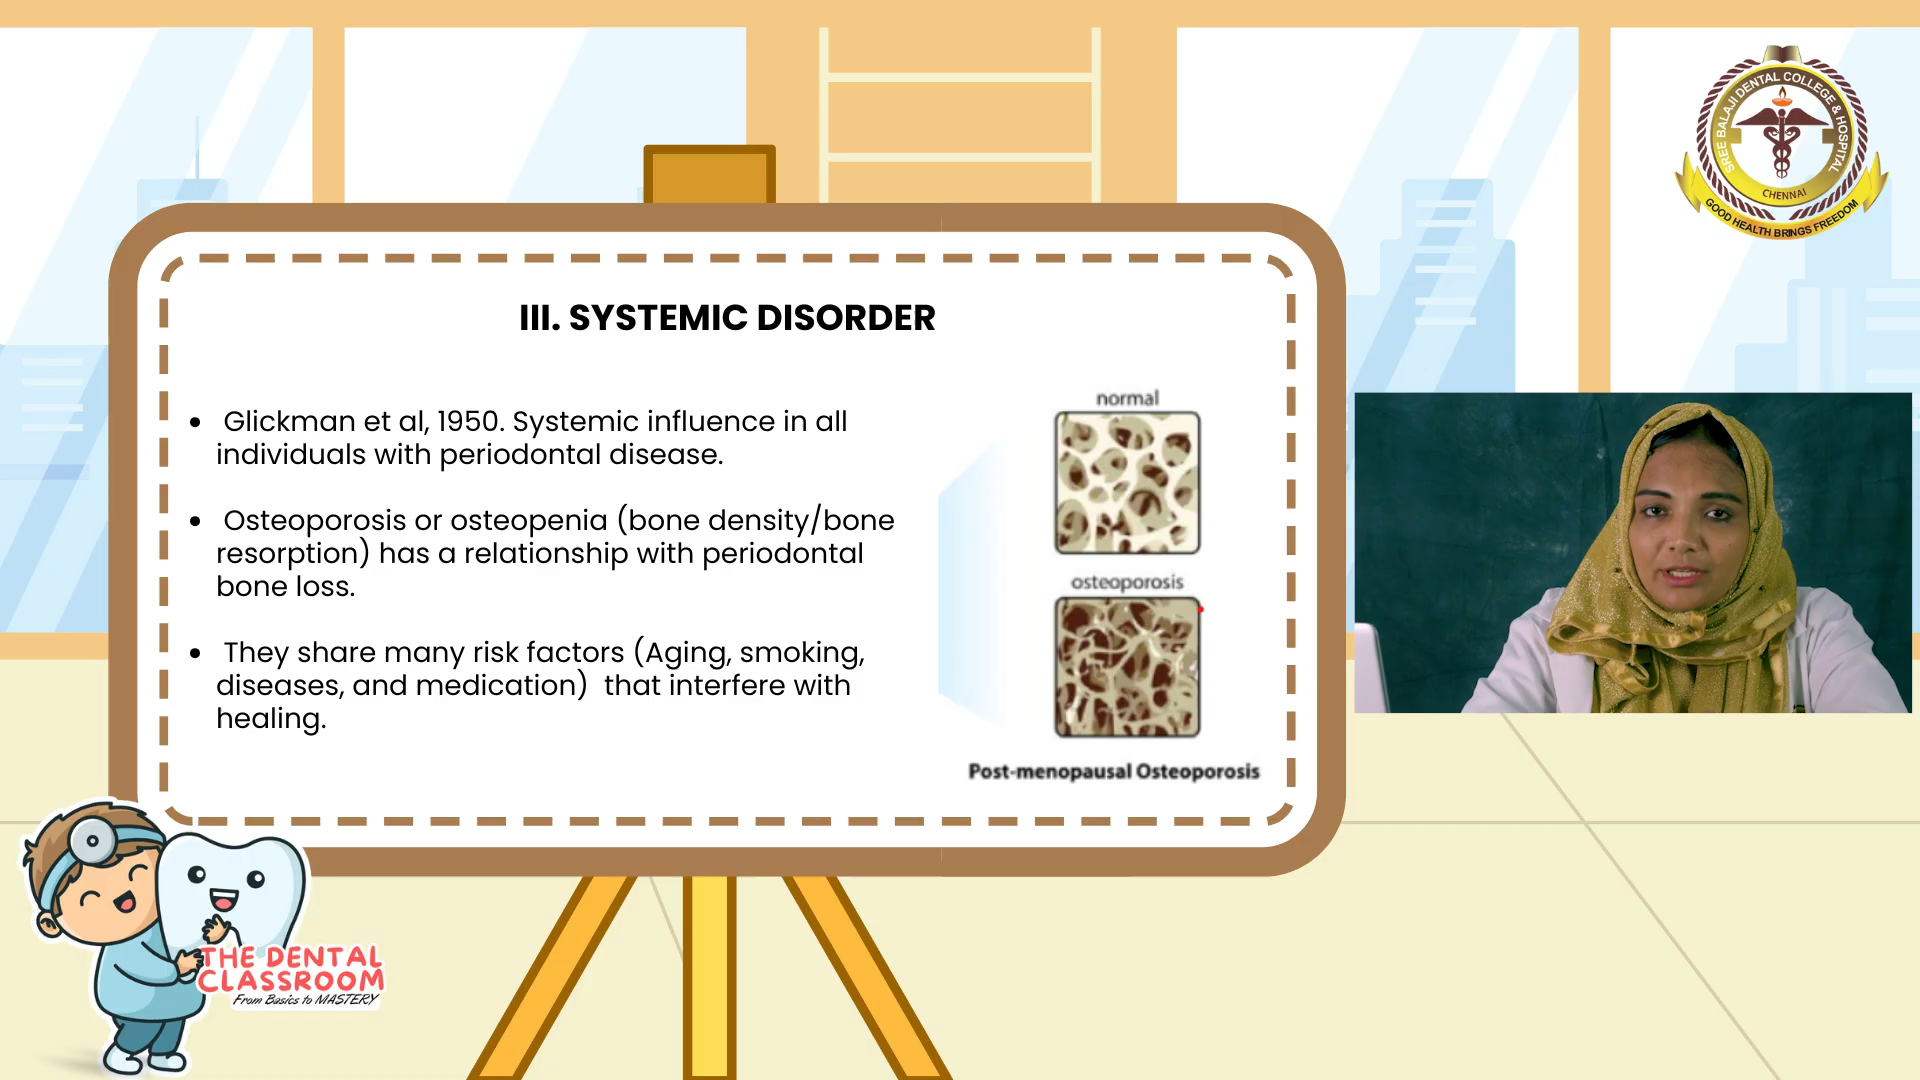 SREE BALAJI DENTAL COLLEGE & HOSPITAL
CHENNAI
GOOD HEALTH BRINGS FREEDOM
III. SYSTEMIC DISORDER
• Glickman et al, 1950. Systemic influence in all
individuals with periodontal disease.
• Osteoporosis or osteopenia (bone density/bone
resorption) has a relationship with periodontal
bone loss.
• They share many risk factors (Aging, smoking,
diseases, and medication) that interfere with
healing.
normal
osteoporosis
Post-menopausal Osteoporosis
THE DENTAL
CLASSROOM
From Basics to MASTERY